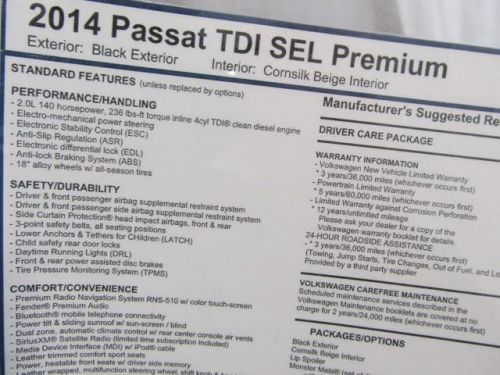 2014 Passat TDI SEL Premium
Exterior: Black Exterior Interior: Cornsilk Beige Interior
STANDARD FEATURES (unless replaced by options)
PERFORMANCE/HANDLING
- 2.0L 140 horsepower, 236 lbs-ft torque inline 4cyl TDI® clean diesel engine
- Electro-mechanical power steering
- Electronic Stability Control (ESC)
- Anti-Slip Regulation (ASR)
- Electronic differential lock (EDL)
- Anti-lock Braking System (ABS)
- 18" alloy wheels w/ all-season tires
SAFETY/DURABILITY
- Driver & front passenger airbag supplemental restraint system
- Driver & front passenger side airbag supplemental restraint system
- Side Curtain Protection® head impact airbags, front & rear
- 3-point safety belts, all seating positions
- Lower Anchors & Tethers for CHildren (LATCH)
- Child safety rear door locks
- Daytime Running Lights (DRL)
- Front & rear power assisted disc brakes
- Tire Pressure Monitoring System (TPMS)
COMFORT/CONVENIENCE
- Premium Radio Navigation System RNS-510 w/ color touch-screen
- Fender® Premium Audio
- Bluetooth® mobile telephone connectivity
- Power tilt & sliding sunroof w/ sun-screen / blind
- Dual zone, automatic climate control w/ rear center console air vents
- SiriusXM® Satellite Radio (limited time subscription included)
- Media Device Interface (MDI) w/ iPod® cable
- Leather trimmed comfort sport seats
- Power, heatable front seats w/ driver side memory
- Leather wrapped, multifunction steering wheel, shift knob &
Manufacturer's Suggested Re
DRIVER CARE PACKAGE
WARRANTY INFORMATION
- Volkswagen New Vehicle Limited Warranty
* 3 years/36,000 miles (whichever occurs first)
- Powertrain Limited Warranty
* 5 years/60,000 miles (whichever occurs first)
- Limited Warranty against Corrosion Perforation
* 12 years/unlimited mileage
Please ask your dealer for a copy of the
Volkswagen warranty booklet for details.
24-HOUR ROADSIDE ASSISTANCE
- * 3 years/36,000 miles (whichever occurs first)
(Towing, Jump Starts, Tire Changes, Out of Fuel, and Lo
Provided by a third party supplier
VOLKSWAGEN CAREFREE MAINTENANCE
Scheduled maintenance services described in the
Volkswagen Maintenance booklets are covered at no
charge for 2 years/24,000 miles (whichever occurs first)
PACKAGES/OPTIONS
Black Exterior
Cornsilk Beige Interior
Lip Spoiler
Monster Mats® (set of